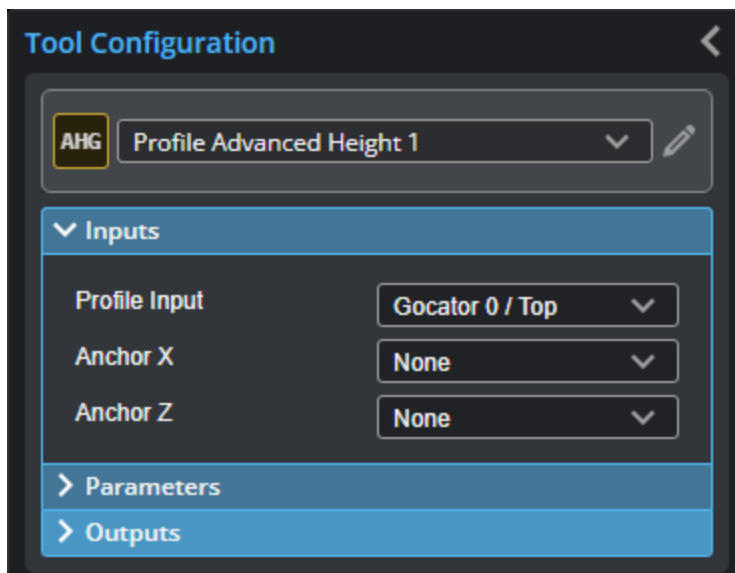 Tool Configuration
AHG Profile Advanced Height 1
Inputs
Profile Input Gocator 0 / Top
Anchor X None
Anchor Z None
Parameters
Outputs